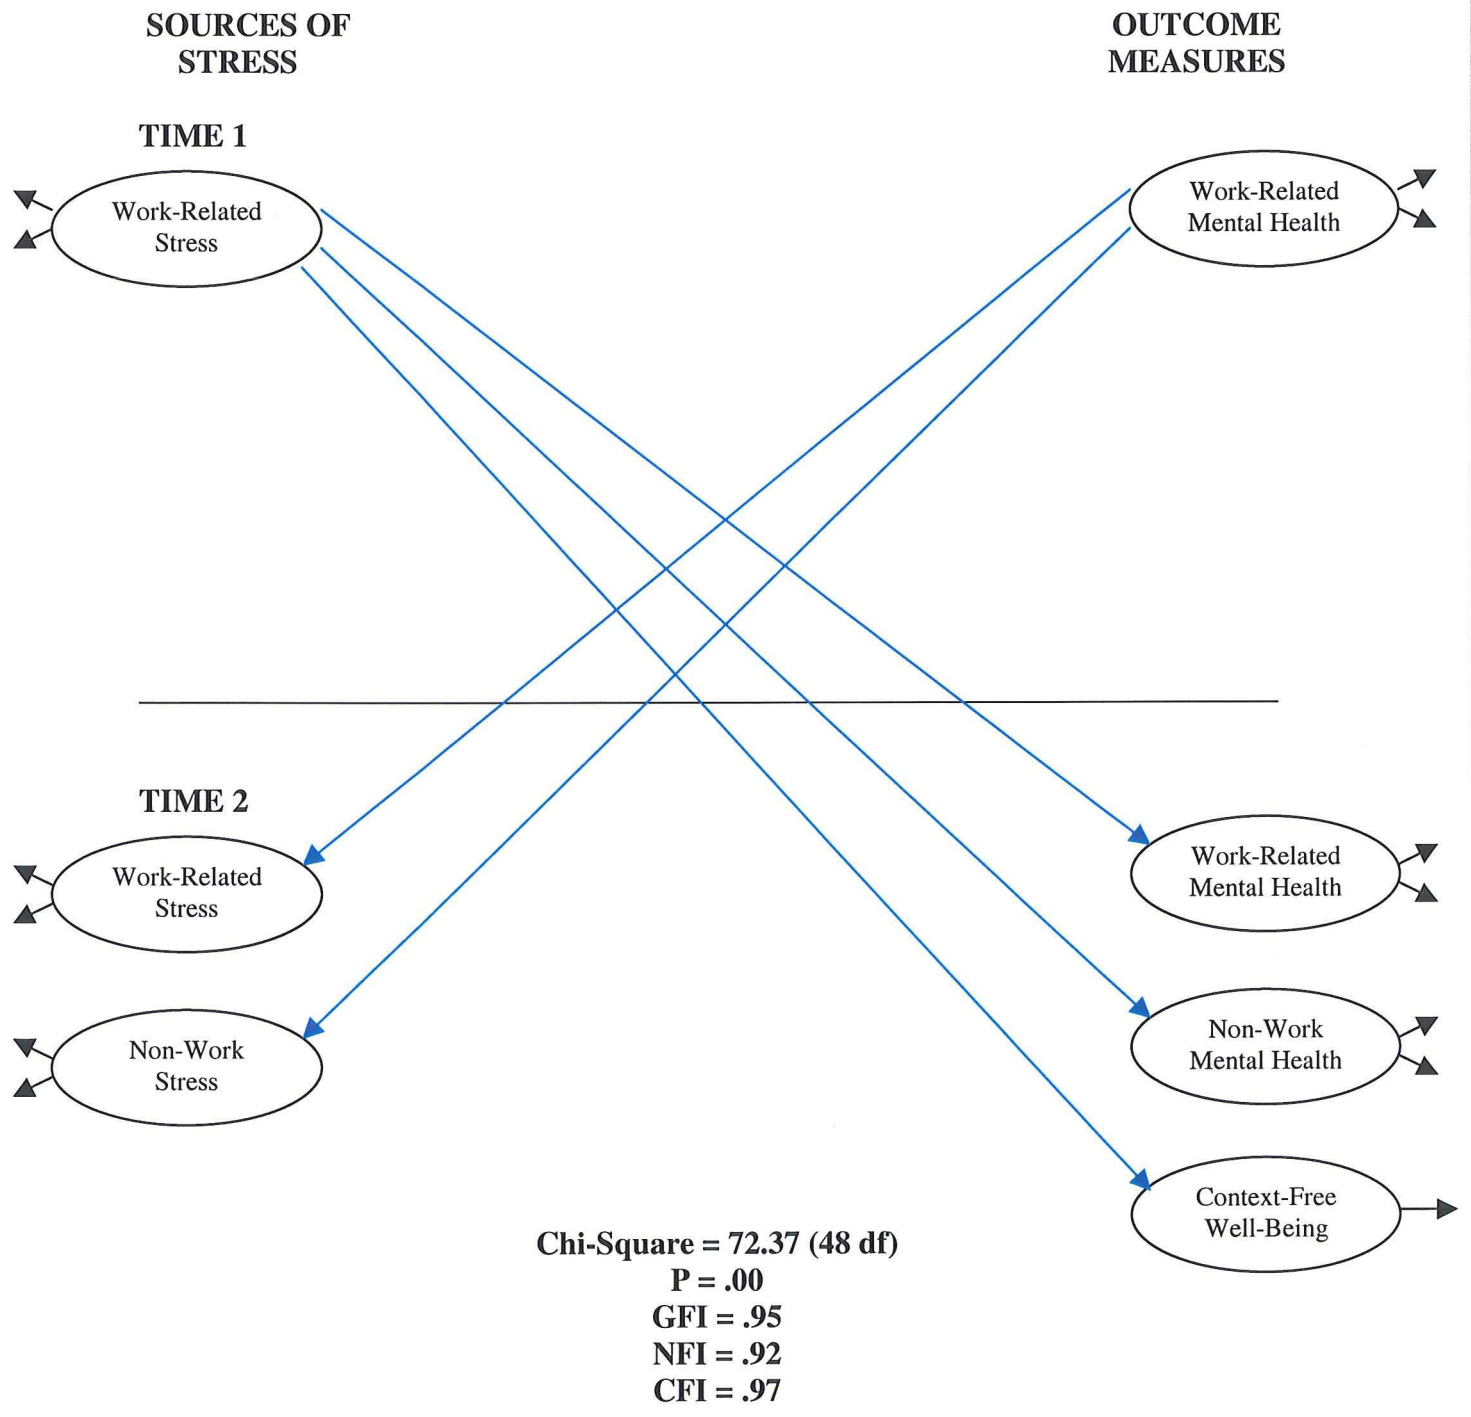 SOURCES OF
STRESS
OUTCOME
MEASURES
TIME 1
Work-Related
Stress
Work-Related
Mental Health
TIME 2
Work-Related
Stress
Work-Related
Mental Health
Non-Work
Stress
Non-Work
Mental Health
Context-Free
Well-Being
Chi-Square = 72.37 (48 df)
P = .00
GFI = .95
NFI = .92
CFI = .97